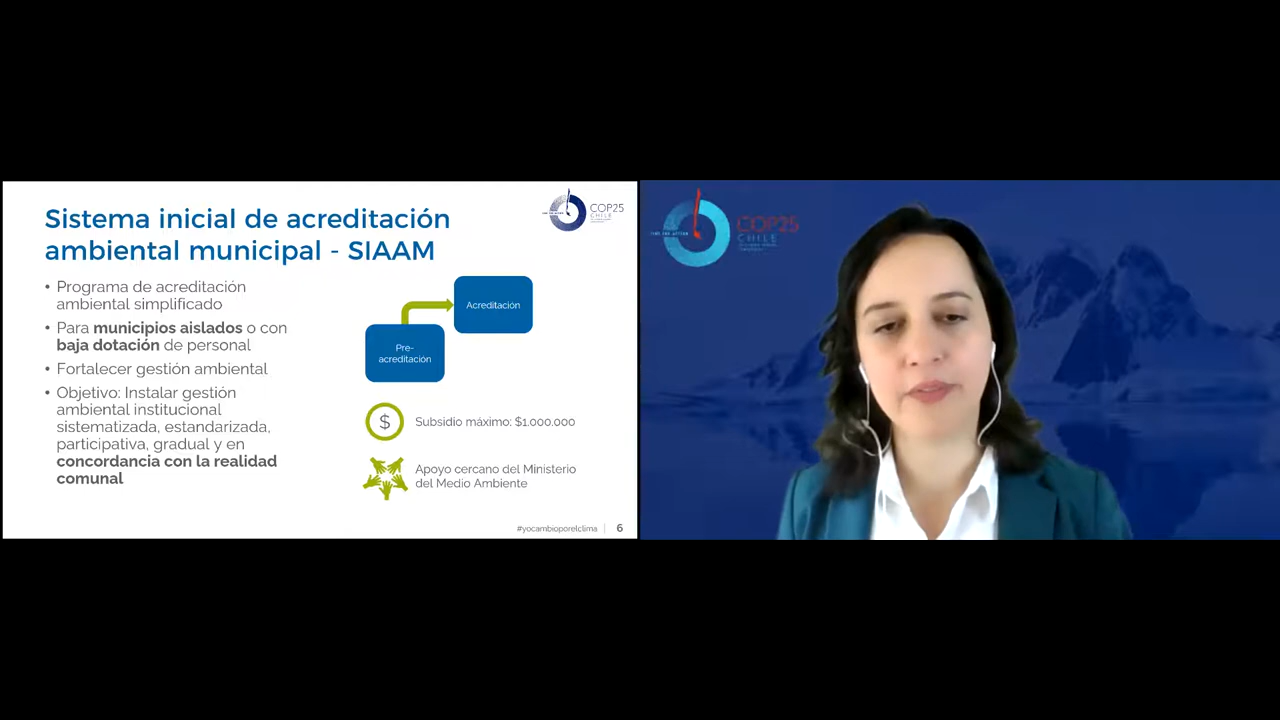 Sistema inicial de acreditación
ambiental municipal - SIAAM
COP25
CHILE
• Programa de acreditación
ambiental simplificado
• Para municipios aislados o con
baja dotación de personal
• Fortalecer gestión ambiental
• Objetivo: Instalar gestión
ambiental institucional
sistematizada, estandarizada,
participativa, gradual y en
concordancia con la realidad
comunal
Acreditación
Pre-
acreditación
$
Subsidio máximo: $1.000.000
Apoyo cercano del Ministerio
del Medio Ambiente
#yocambioporelclima
6
COP25
CHILE